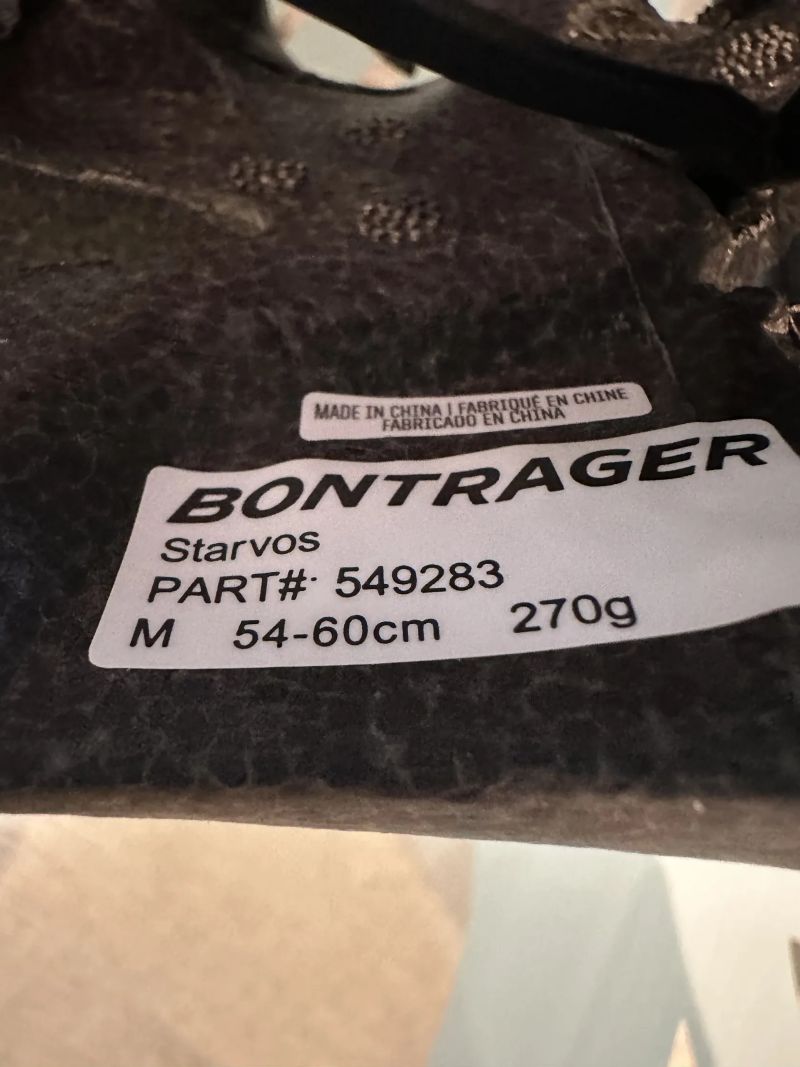 MADE IN CHINA | FABRIQUÉ EN CHINE
FABRICADO EN CHINA
BONTRAGER
Starvos
PART#: 549283
M 54-60cm 270g